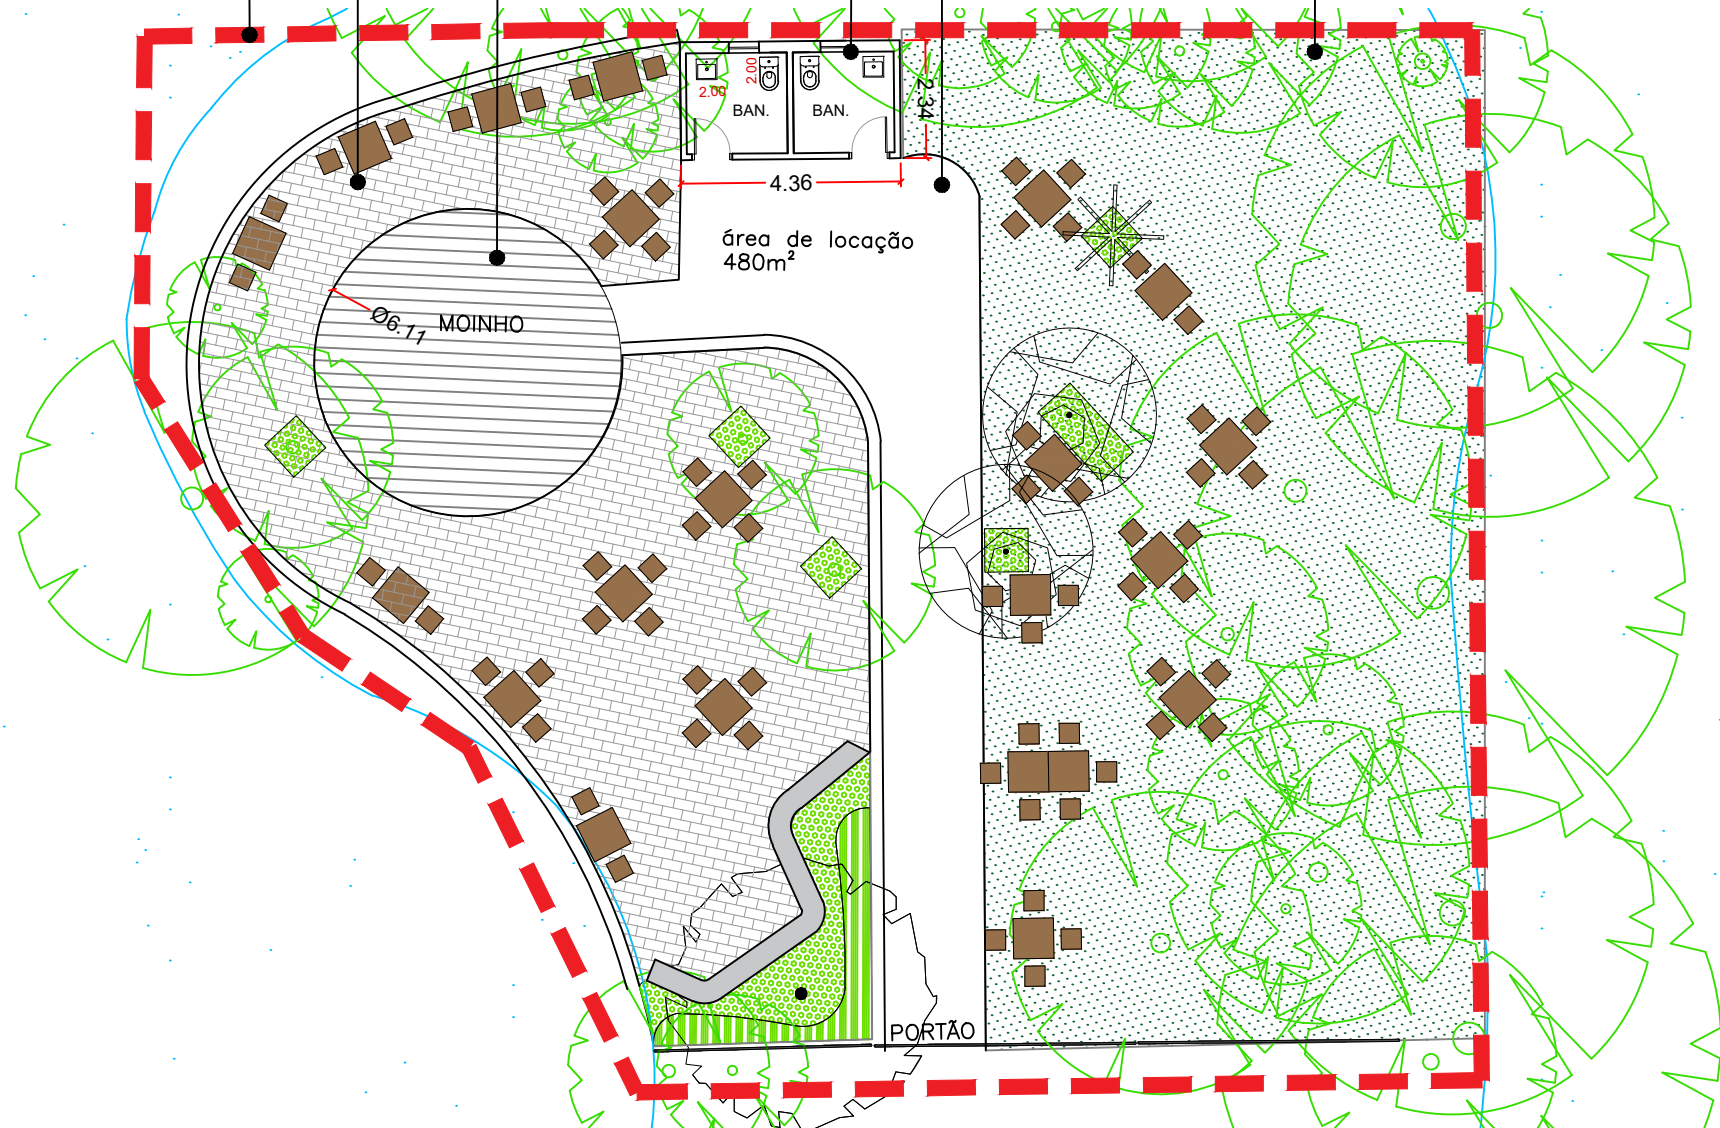 2.00
2.00
BAN.
BAN.
2.34
4.36
área de locação
480m²
Ø6.11
MOINHO
PORTÃO